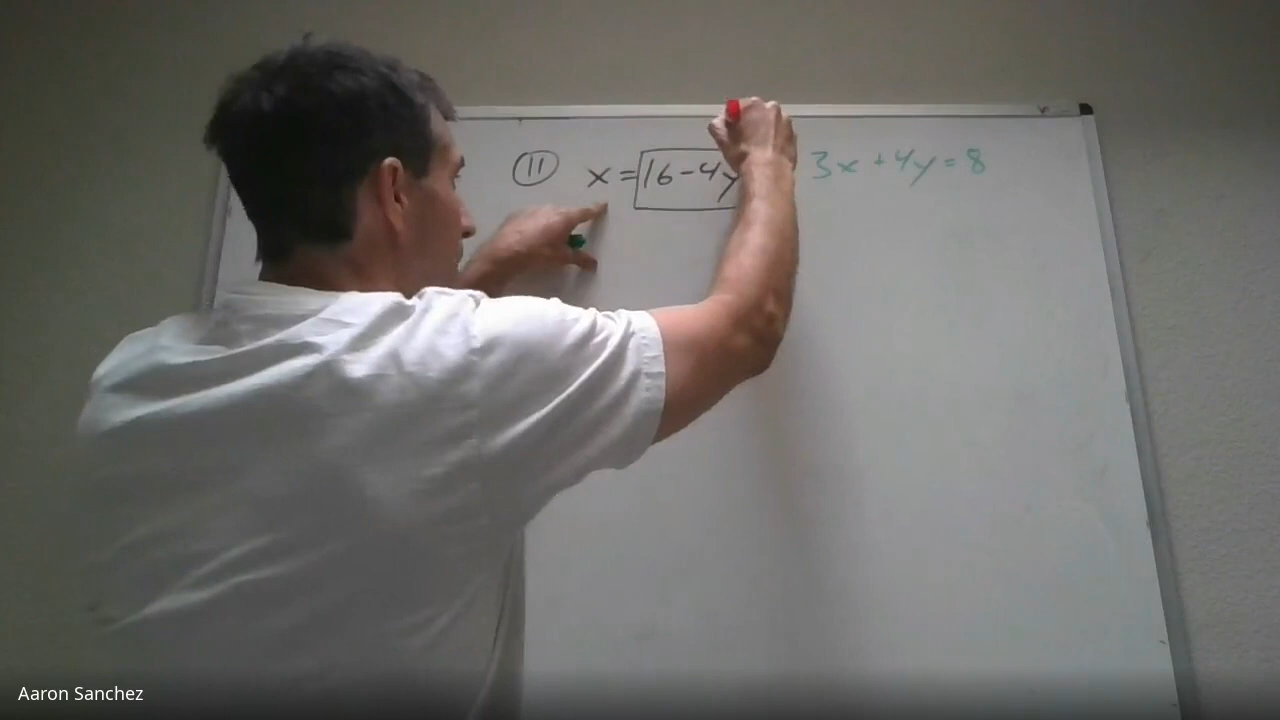 ⑪ x = 16 - 4y 3x + 4y = 8
Aaron Sanchez